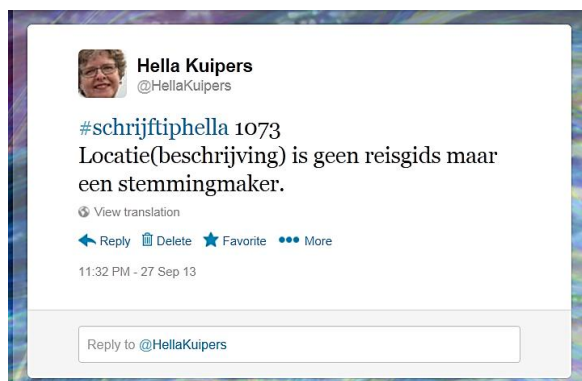 Hella Kuipers
@HellaKuipers
#schrijftiphella 1073
Locatie(beschrijving) is geen reisgids maar
een stemmingmaker.
View translation
Reply Delete Favorite More
11:32 PM - 27 Sep 13
Reply to @HellaKuipers